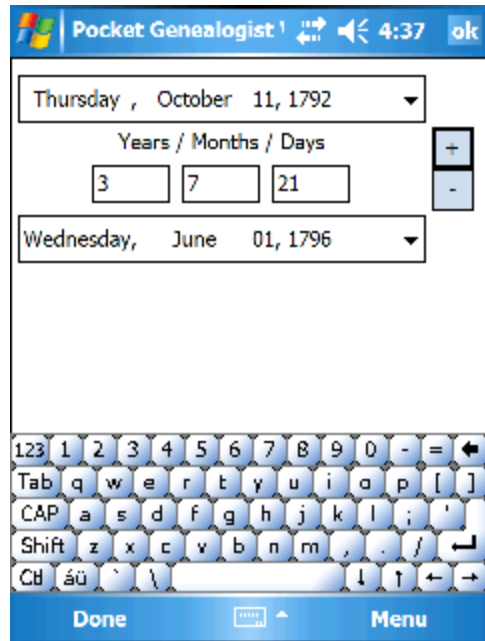 Pocket Genealogist 4:37 ok
Thursday , October 11, 1792
Years / Months / Days
+
3 7 21
-
Wednesday, June 01, 1796
123 1 2 3 4 5 6 7 8 9 0 - =
Tab q w e r t y u i o p [ ]
CAP a s d f g h j k l ; '
Shift z x c v b n m , . /
Ctl áü ` \
Done Menu